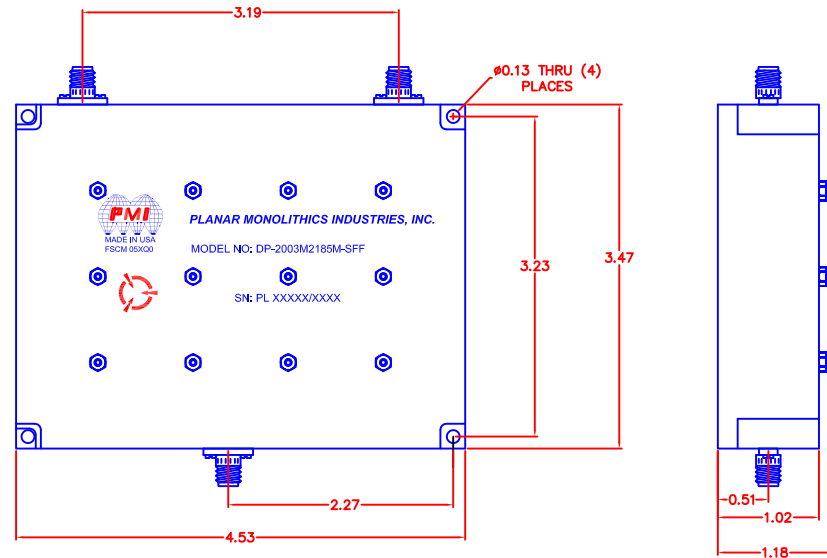 3.19
ø0.13 THRU (4)
PLACES
PMI
MADE IN USA
FSCM 05XQ0
PLANAR MONOLITHICS INDUSTRIES, INC.
MODEL NO: DP-2003M2185M-SFF
SN: PL XXXXX/XXXX
3.23
3.47
2.27
4.53
0.51
1.02
1.18